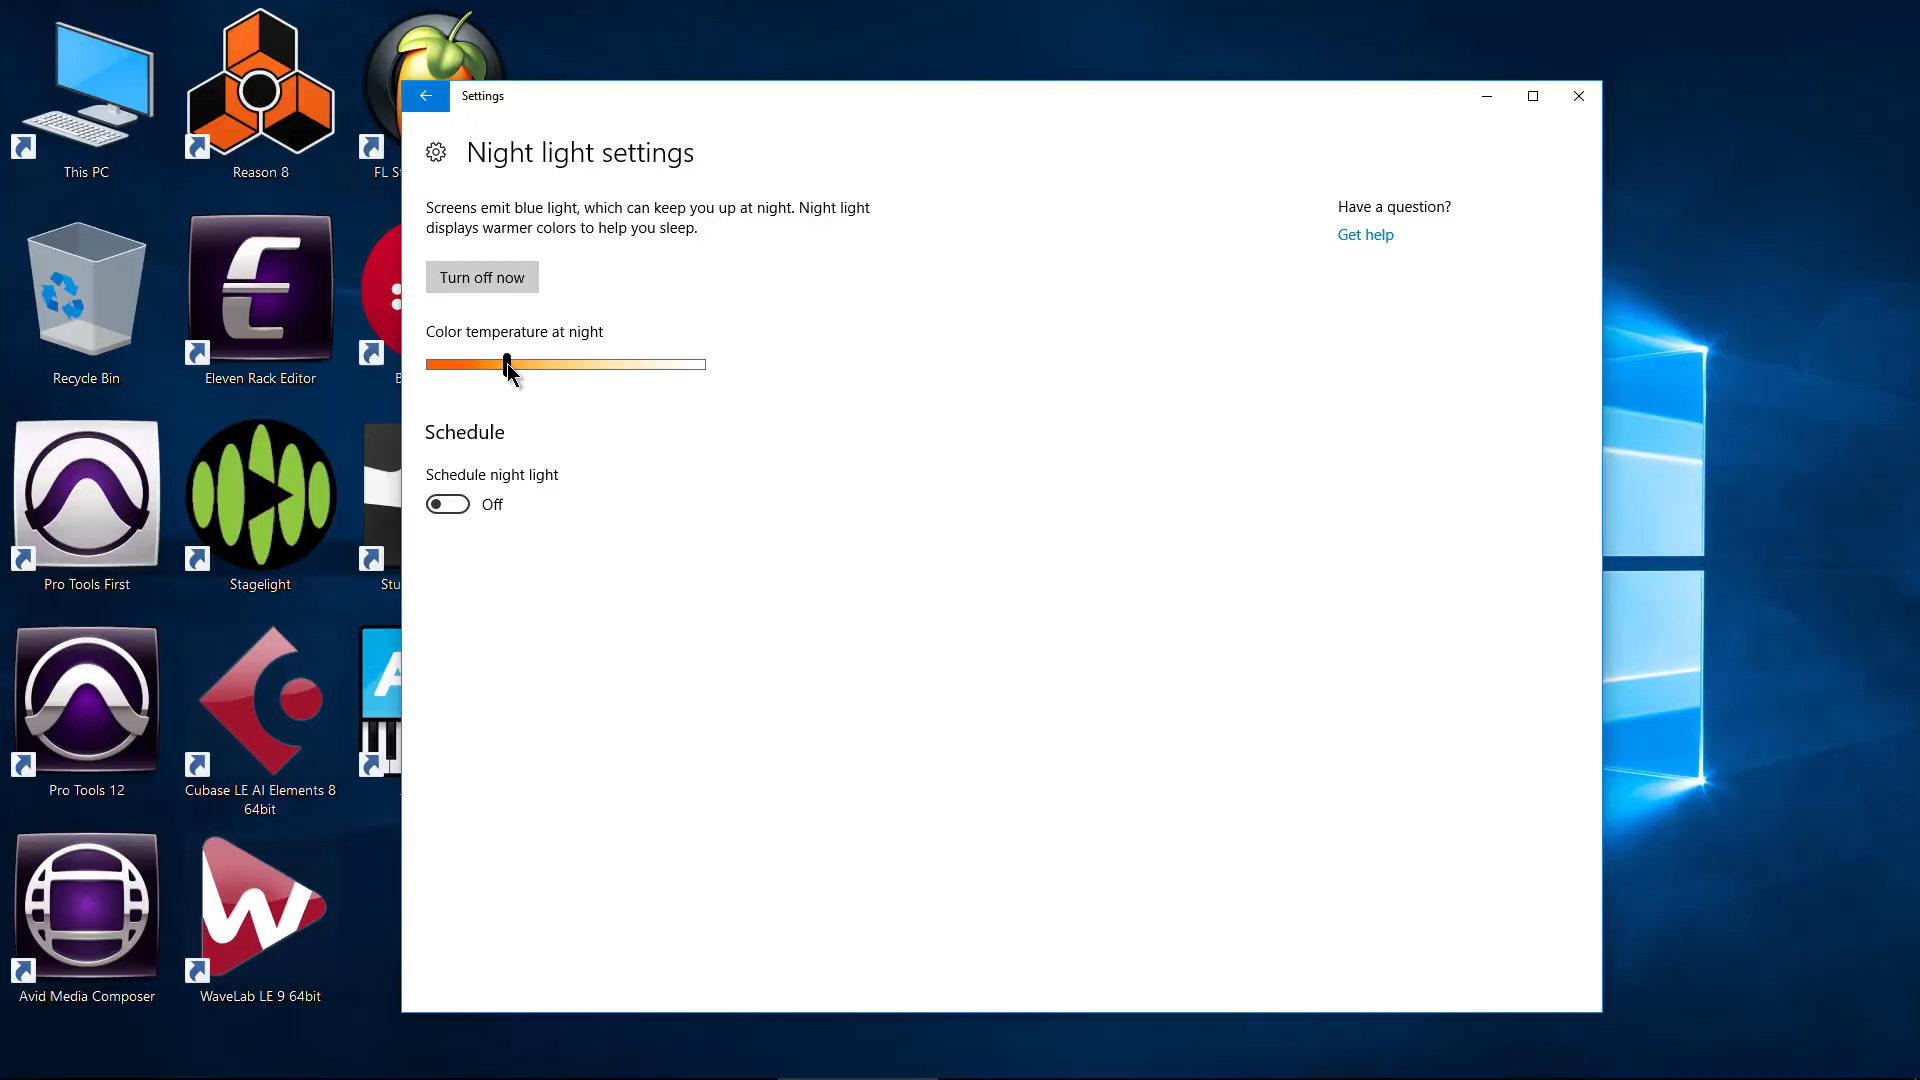 Settings
Night light settings
Screens emit blue light, which can keep you up at night. Night light
displays warmer colors to help you sleep.
Turn off now
Color temperature at night
Schedule
Schedule night light
Off
Have a question?
Get help
This PC
Reason 8
FL St
Recycle Bin
Eleven Rack Editor
Pro Tools First
Stagelight
Stu
Pro Tools 12
Cubase LE AI Elements 8
64bit
Avid Media Composer
WaveLab LE 9 64bit